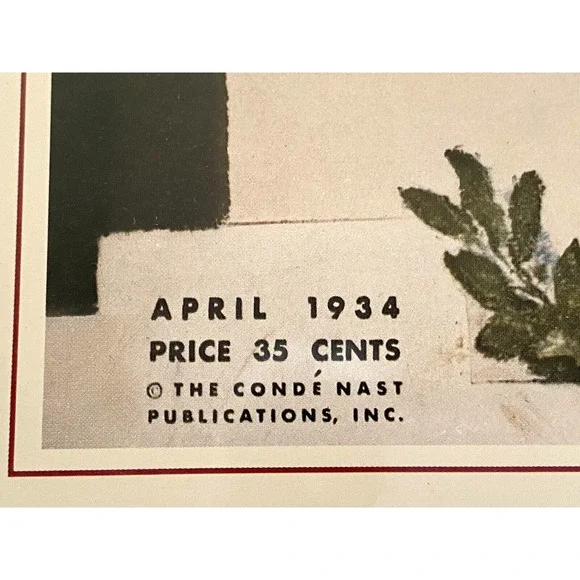 APRIL 1934
PRICE 35 CENTS
© THE CONDÉ NAST
PUBLICATIONS, INC.